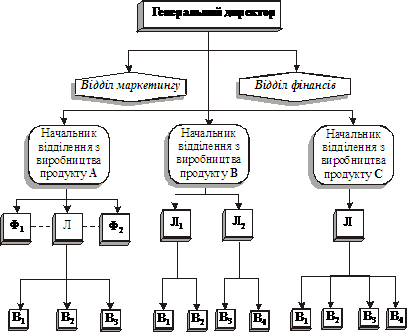 Генеральний директор
Відділ маркетингу
Відділ фінансів
Начальник
відділення з
виробництва
продукту А
Начальник
відділення з
виробництва
продукту В
Начальник
відділення з
виробництва
продукту С
Ф1
Л
Ф2
Л1
Л2
Л
В1
В2
В3
В1
В2
В3
В4
В1
В2
В3
В4